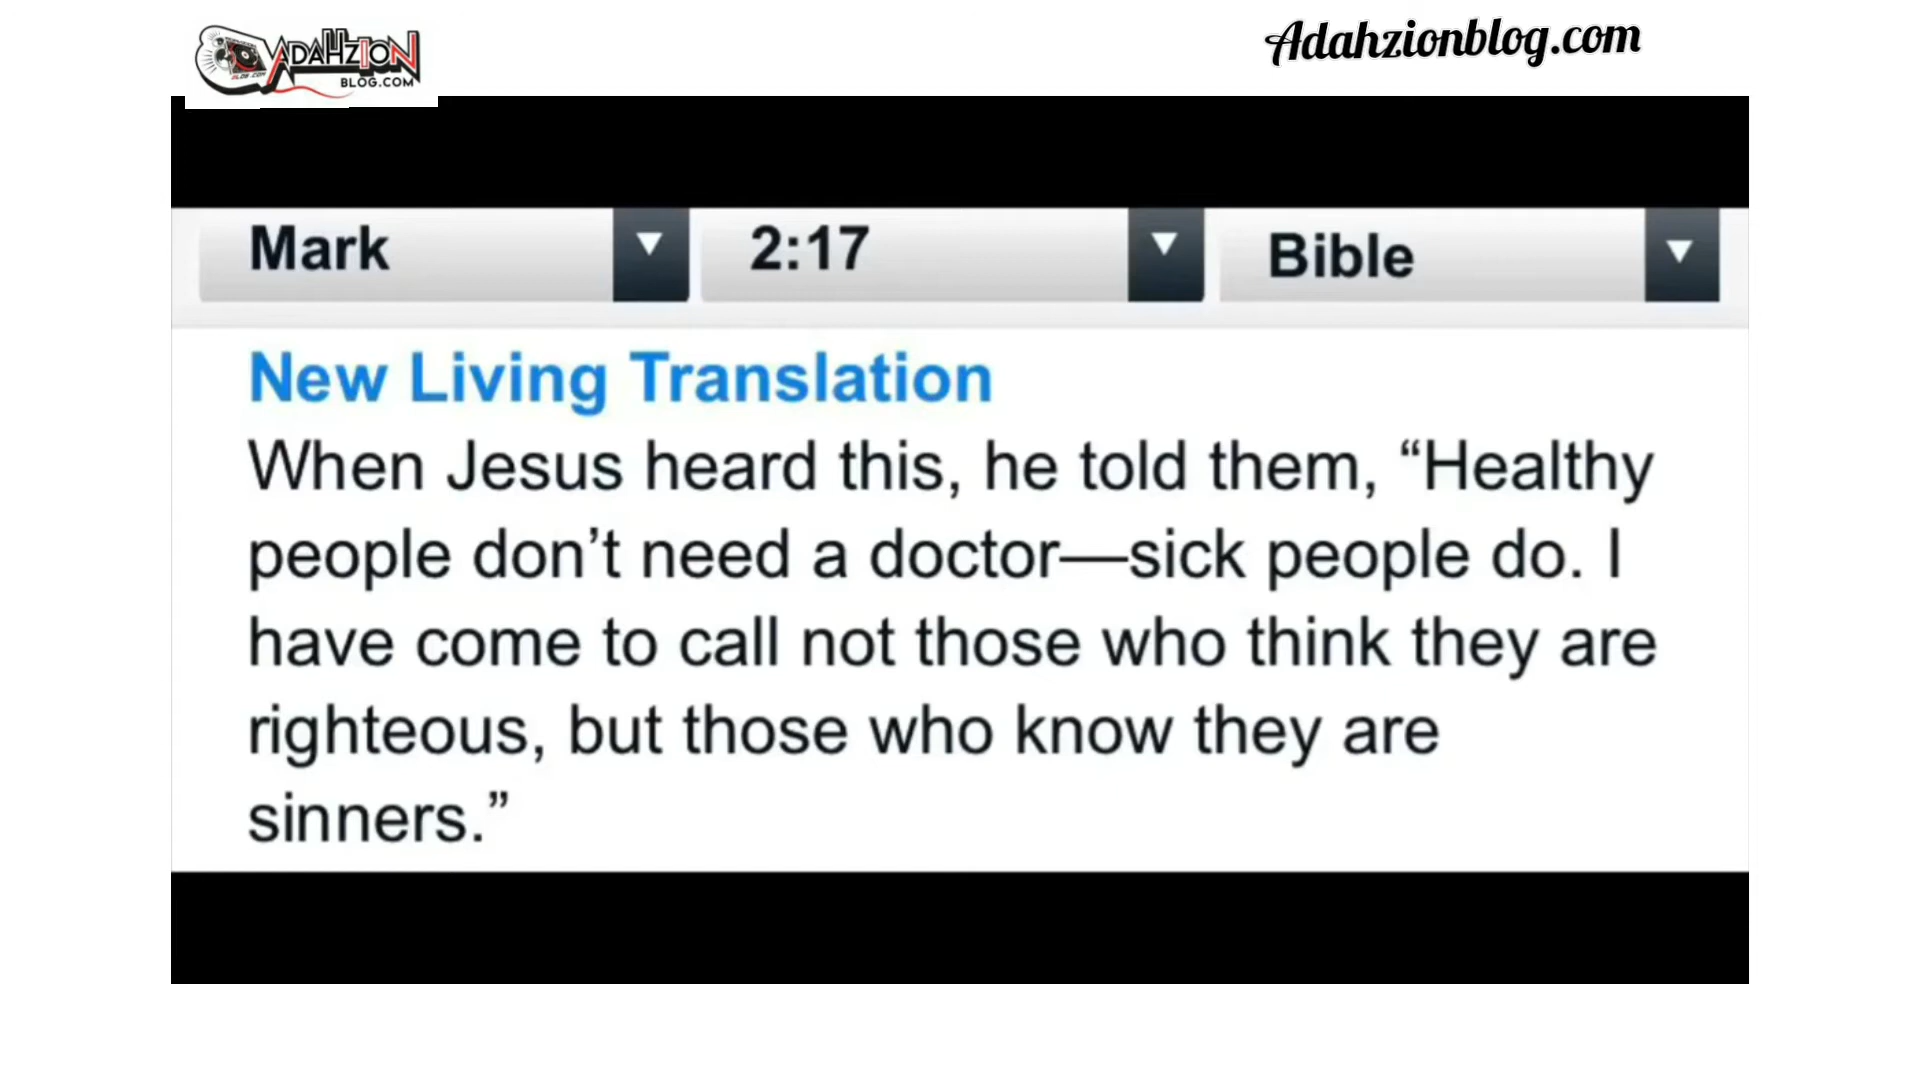 ADAHZION
BLOG.COM
Adahzionblog.com
Mark
2:17
Bible
New Living Translation
When Jesus heard this, he told them, “Healthy
people don’t need a doctor—sick people do. I
have come to call not those who think they are
righteous, but those who know they are
sinners.”